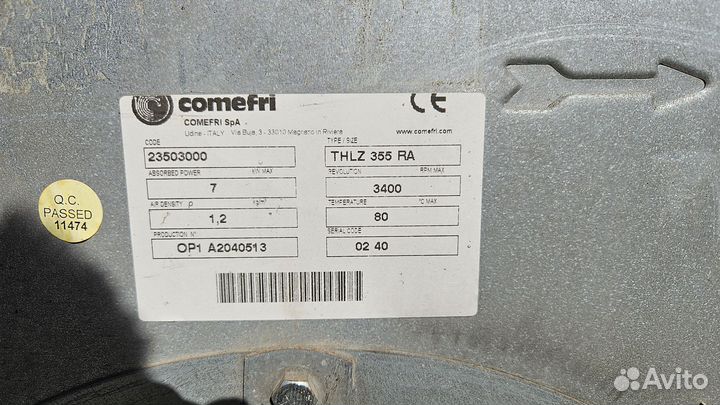 comefri
CE
COMEFRI SpA
Udine - ITALY Via Buja, 3 - 33010 Magnano in Riviera
www.comefri.com
CODE
TYPE / SIZE
23503000
THLZ 355 RA
ABSORBED POWER kW MAX
REVOLUTION RPM MAX
7
3400
AIR DENSITY ρ kg/m³
TEMPERATURE °C MAX
1,2
80
PRODUCTION N°
SERIAL CODE
OP1 A2040513
02 40
Q.C.
PASSED
11474
Avito